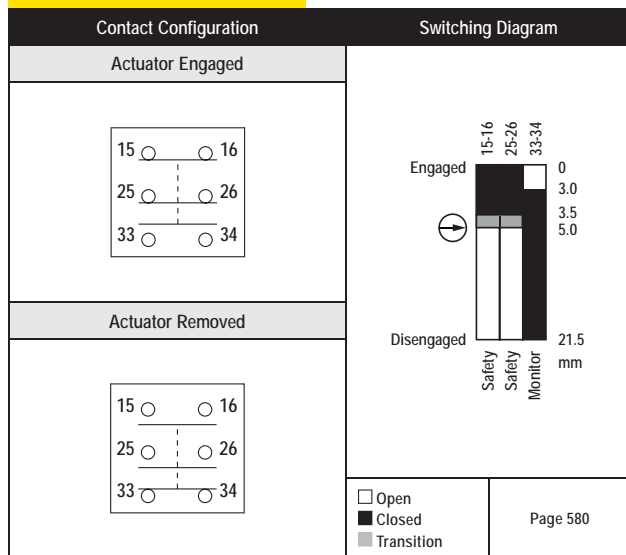 Contact Configuration
Switching Diagram
Actuator Engaged
15 16
25 26
33 34
Actuator Removed
15 16
25 26
33 34
15-16 25-26 33-34
Engaged 0
3.0
3.5
5.0
Disengaged 21.5
mm
Safety Safety Monitor
Open
Closed
Transition
Page 580